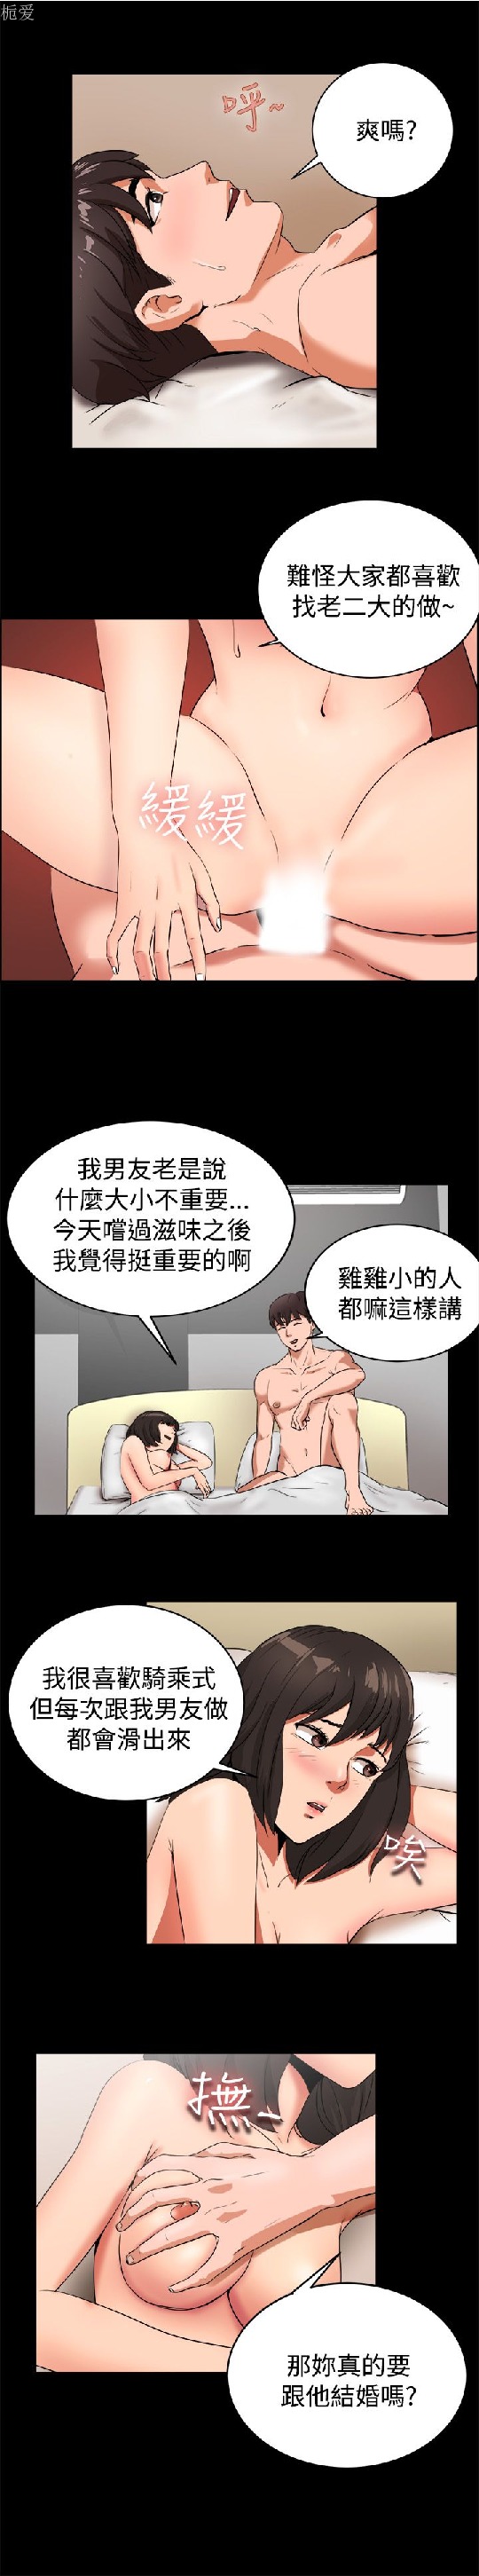 栀爱
呼~
爽嗎?
難怪大家都喜歡
找老二大的做~
緩緩
我男友老是說
什麼大小不重要...
今天嚐過滋味之後
我覺得挺重要的啊
雞雞小的人
都嘛這樣講
我很喜歡騎乘式
但每次跟我男友做
都會滑出來
唉
撫~
那妳真的要
跟他結婚嗎?